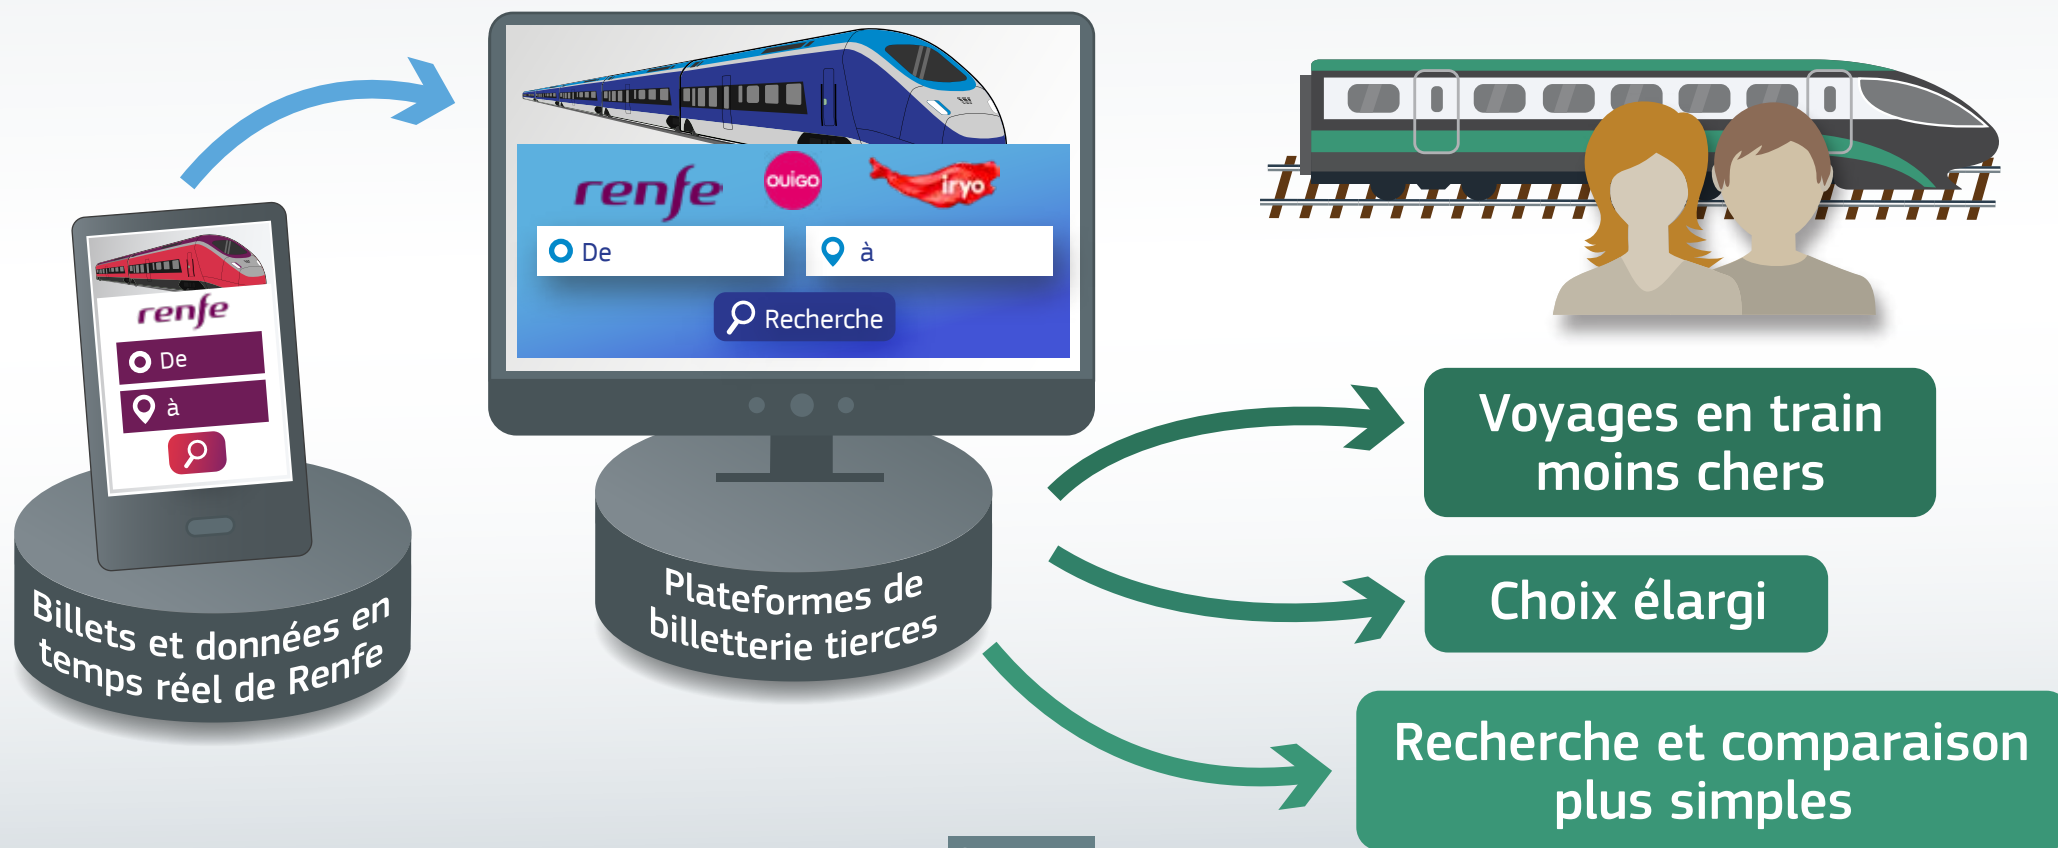 renfe
De
à
Billets et données en
temps réel de Renfe
renfe
OUIGO
iryo
De
à
Recherche
Plateformes de
billetterie tierces
Voyages en train
moins chers
Choix élargi
Recherche et comparaison
plus simples